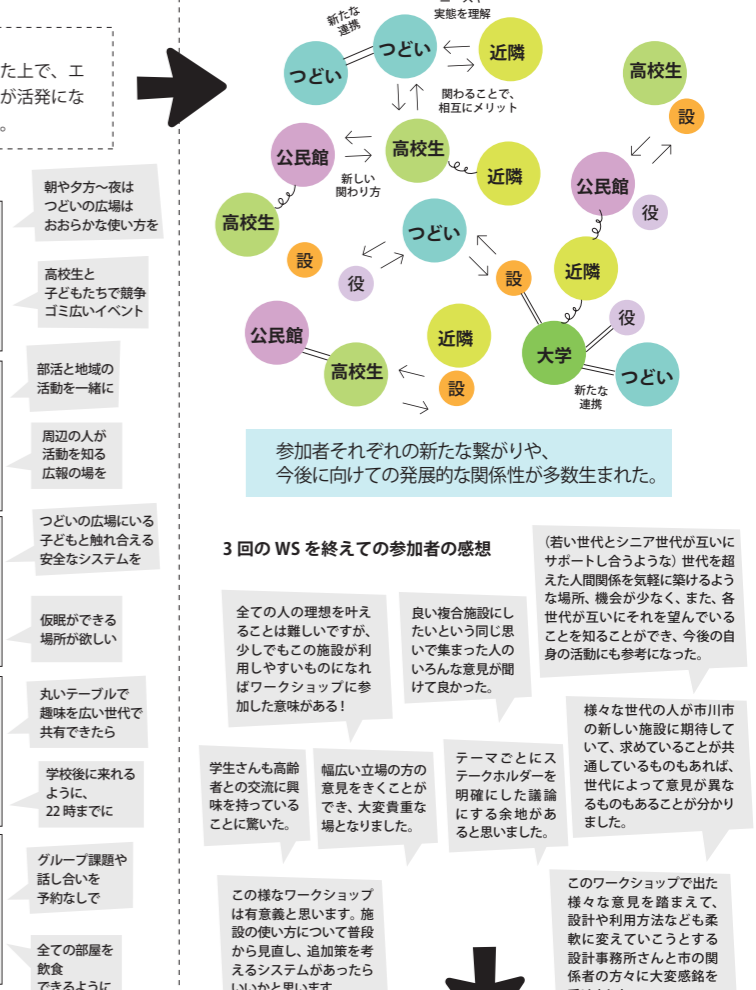 た上で、エ
が活発にな
。
朝や夕方〜夜は
つどいの広場は
おおらかな使い方を
高校生と
子どもたちで競争
ゴミ広いイベント
部活と地域の
活動を一緒に
周辺の人が
活動を知る
広報の場を
つどいの広場にいる
子どもと触れ合える
安全なシステムを
仮眠ができる
場所が欲しい
丸いテーブルで
趣味を広い世代で
共有できたら
学校後に来れる
ように、
22 時までに
グループ課題や
話し合いを
予約なしで
全ての部屋を
飲食
できるように
新たな
連携
実態を理解
つどい
つどい
近隣
関わることで、
相互にメリット
高校生
設
公民館
高校生
新しい
関わり方
近隣
公民館
役
高校生
つどい
設
役
設
近隣
役
公民館
高校生
近隣
設
大学
つどい
新たな
連携
参加者それぞれの新たな繋がりや、
今後に向けての発展的な関係性が多数生まれた。
3 回の WS を終えての参加者の感想
全ての人の理想を叶え
ることは難しいですが、
少しでもこの施設が利
用しやすいものになれ
ばワークショップに参
加した意味がある！
良い複合施設にし
たいという同じ思
いで集まった人の
いろんな意見が聞
けて良かった。
（若い世代とシニア世代が互いに
サポートし合うような）世代を超
えた人間関係を気軽に築けるよう
な場所、機会が少なく、また、各
世代が互いにそれを望んでいる
ことを知ることができ、今後の自
身の活動にも参考になった。
学生さんも高齢
者との交流に興
味を持っている
ことに驚いた。
幅広い立場の方の
意見をきくことが
でき、大変貴重な
場となりました。
テーマごとにス
テークホルダーを
明確にした議論
にする余地があ
ると思いました。
様々な世代の人が市川市
の新しい施設に期待して
いて、求めていることが共
通しているものもあれば、
世代によって意見が異な
るものもあることが分かり
ました。
この様なワークショップ
は有意義と思います。施
設の使い方について普段
から見直し、追加策を考
えるシステムがあったら
いいかと思います
このワークショップで出た
様々な意見を踏まえて、
設計や利用方法なども柔
軟に変えていこうとする
設計事務所さんと市の関
係者の方々に大変感銘を